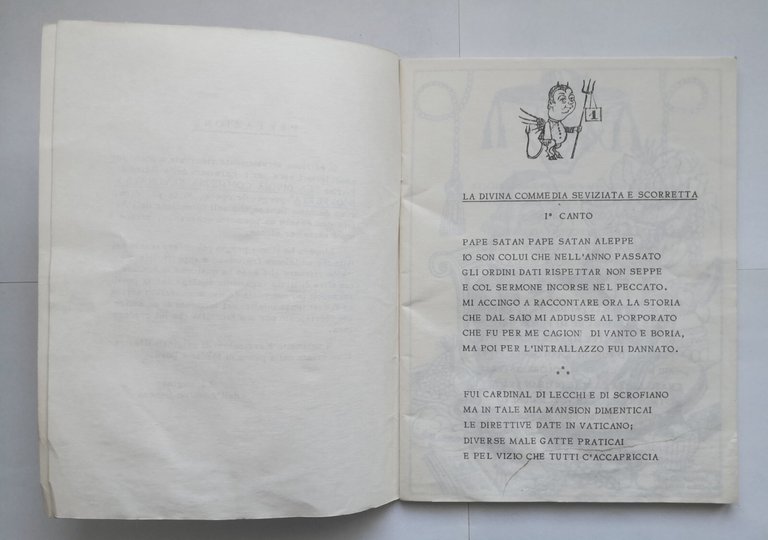 1
LA DIVINA COMMEDIA SEVIZIATA E SCORRETTA
I° CANTO
PAPE SATAN PAPE SATAN ALEPPE
IO SON COLUI CHE NELL'ANNO PASSATO
GLI ORDINI DATI RISPETTAR NON SEPPE
E COL SERMONE INCORSE NEL PECCATO.
MI ACCINGO A RACCONTARE ORA LA STORIA
CHE DAL SAIO MI ADDUSSE AL PORPORATO
CHE FU PER ME CAGIONE DI VANTO E BORIA,
MA POI PER L'INTRALLAZZO FUI DANNATO.
FUI CARDINAL DI LECCHI E DI SCROFIANO
MA IN TALE MIA MANSION DIMENTICAI
LE DIRETTIVE DATE IN VATICANO;
DIVERSE MALE GATTE PRATICAI
E PEL VIZIO CHE TUTTI C'ACCAPRICCIA